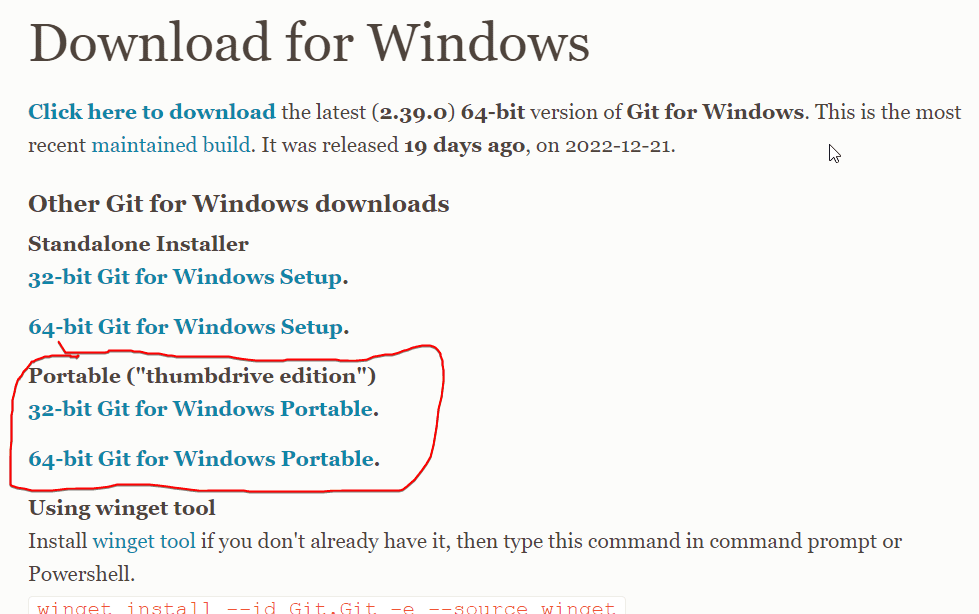 Download for Windows
Click here to download the latest (2.39.0) 64-bit version of Git for Windows. This is the most
recent maintained build. It was released 19 days ago, on 2022-12-21.
Other Git for Windows downloads
Standalone Installer
32-bit Git for Windows Setup.
64-bit Git for Windows Setup.
Portable ("thumbdrive edition")
32-bit Git for Windows Portable.
64-bit Git for Windows Portable.
Using winget tool
Install winget tool if you don't already have it, then type this command in command prompt or
Powershell.
winget install --id Git.Git -e --source winget